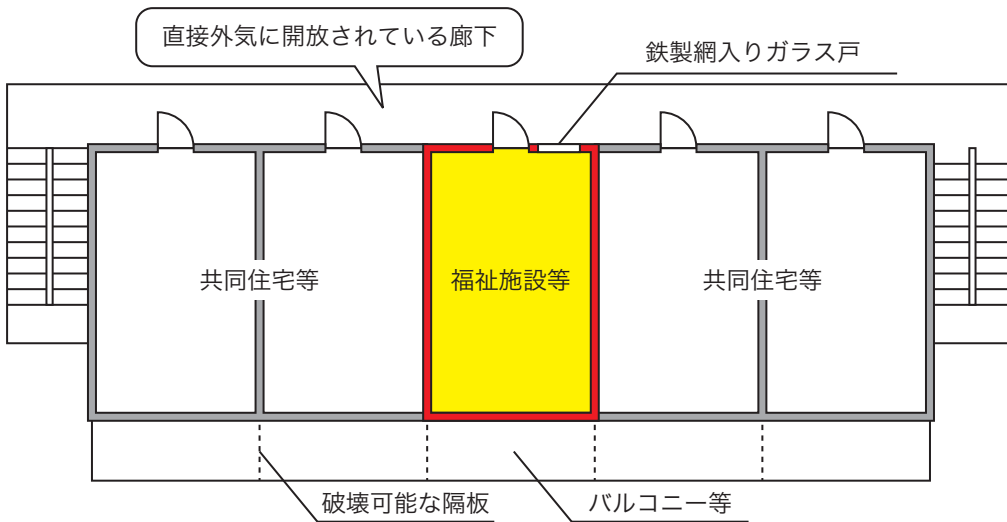 直接外気に開放されている廊下
鉄製網入りガラス戸
共同住宅等
福祉施設等
共同住宅等
破壊可能な隔板
バルコニー等